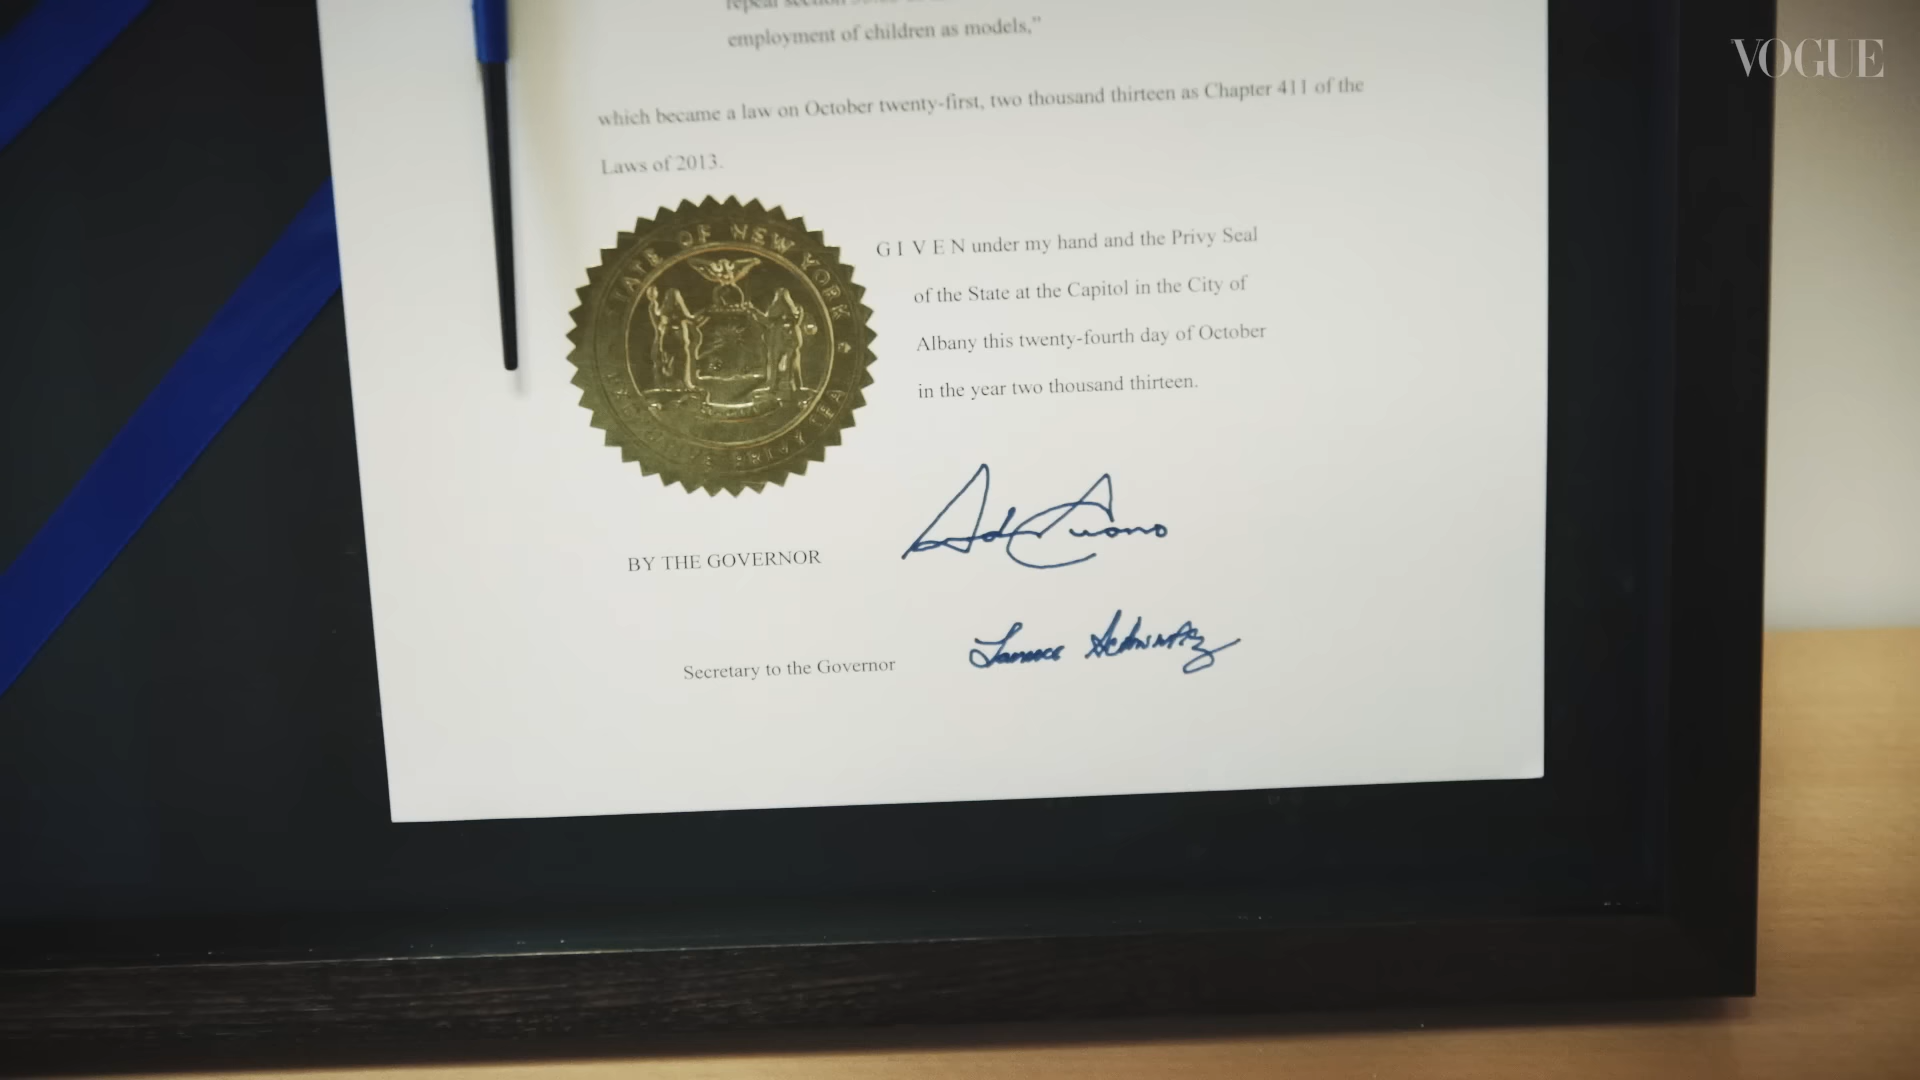 VOGUE
repeal section
employment of children as models,”
which became a law on October twenty-first, two thousand thirteen as Chapter 411 of the
Laws of 2013.
STATE OF NEW YORK
G I V E N under my hand and the Privy Seal
of the State at the Capitol in the City of
Albany this twenty-fourth day of October
in the year two thousand thirteen.
BY THE GOVERNOR
Secretary to the Governor